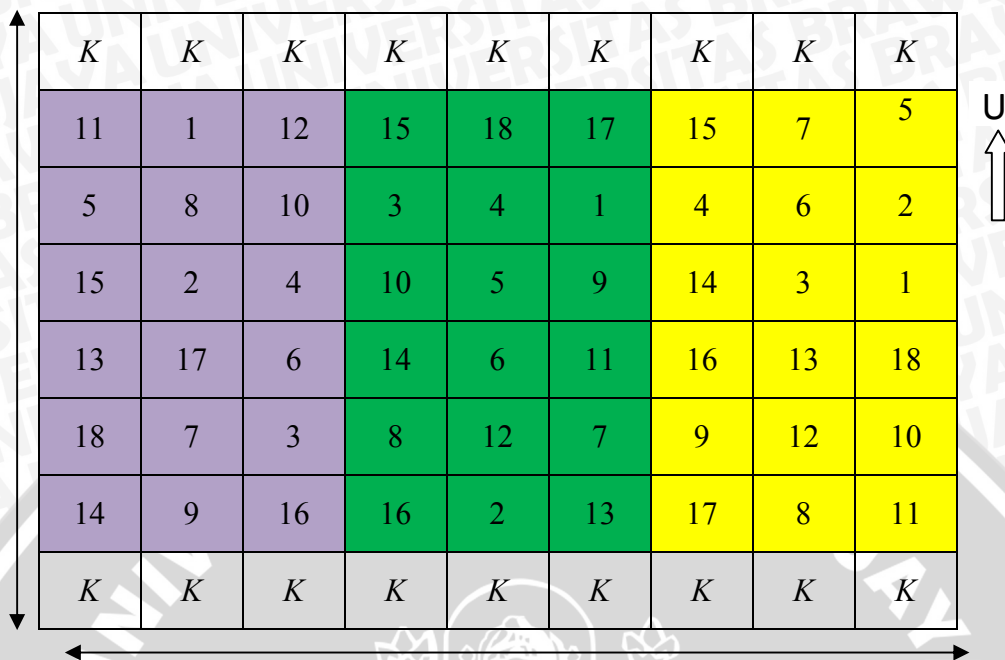 K K K K K K K K K
11 1 12 15 18 17 15 7 5
U
5 8 10 3 4 1 4 6 2
15 2 4 10 5 9 14 3 1
13 17 6 14 6 11 16 13 18
18 7 3 8 12 7 9 12 10
14 9 16 16 2 13 17 8 11
K K K K K K K K K